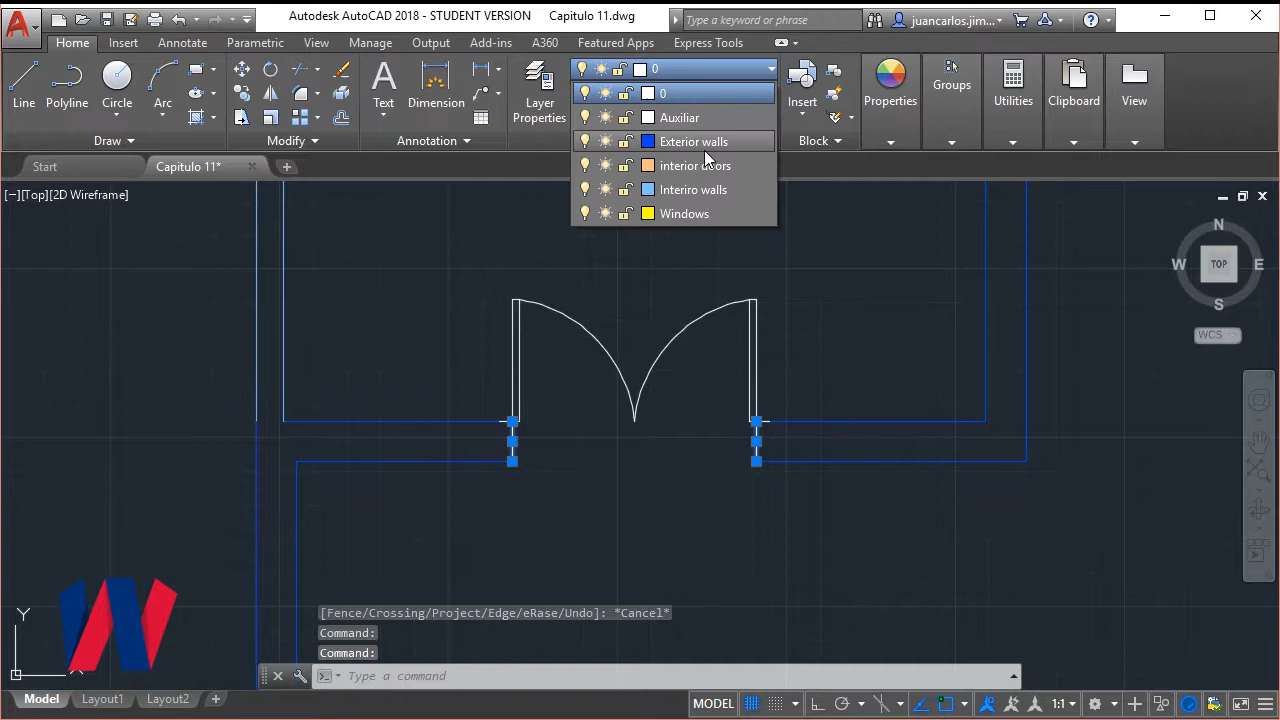 Autodesk AutoCAD 2018 - STUDENT VERSION Capitulo 11.dwg
Type a keyword or phrase
juancarlos.jim...
Home Insert Annotate Parametric View Manage Output Add-ins A360 Featured Apps Express Tools
0
Line Polyline Circle Arc
Text Dimension
Layer
Properties
Insert
Properties
Groups
Utilities
Clipboard
View
0
Auxiliar
Exterior walls
Interiro walls
Windows
Draw
Modify
Annotation
Block
Start
Capitulo 11*
[−][Top][2D Wireframe]
N
W TOP E
S
WCS
[Fence/Crossing/Project/Edge/eRase/Undo]: *Cancel*
Command:
Command:
Y
Type a command
Model Layout1 Layout2
MODEL
1:1